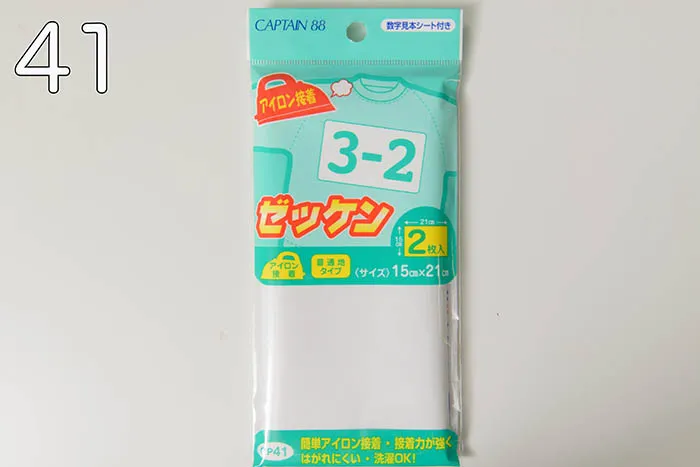 41
CAPTAIN 88
数字見本シート付き
アイロン接着
3-2
ゼッケン
21㎝
15㎝
2枚入
アイロン
接着
普通地
タイプ
〈サイズ〉15㎝×21㎝
P41
簡単アイロン接着・接着力が強く
はがれにくい・洗濯OK!